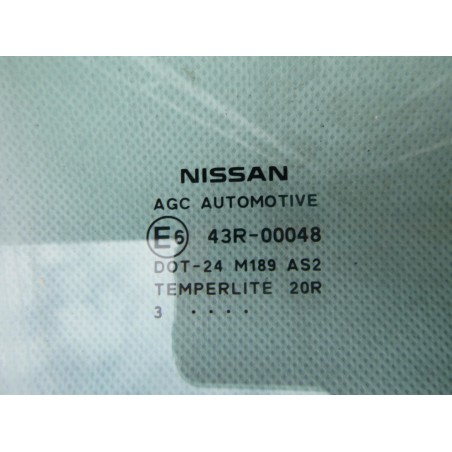 NISSAN
AGC AUTOMOTIVE
E6 43R-00048
DOT-24 M189 AS2
TEMPERLITE 20R
3 ....